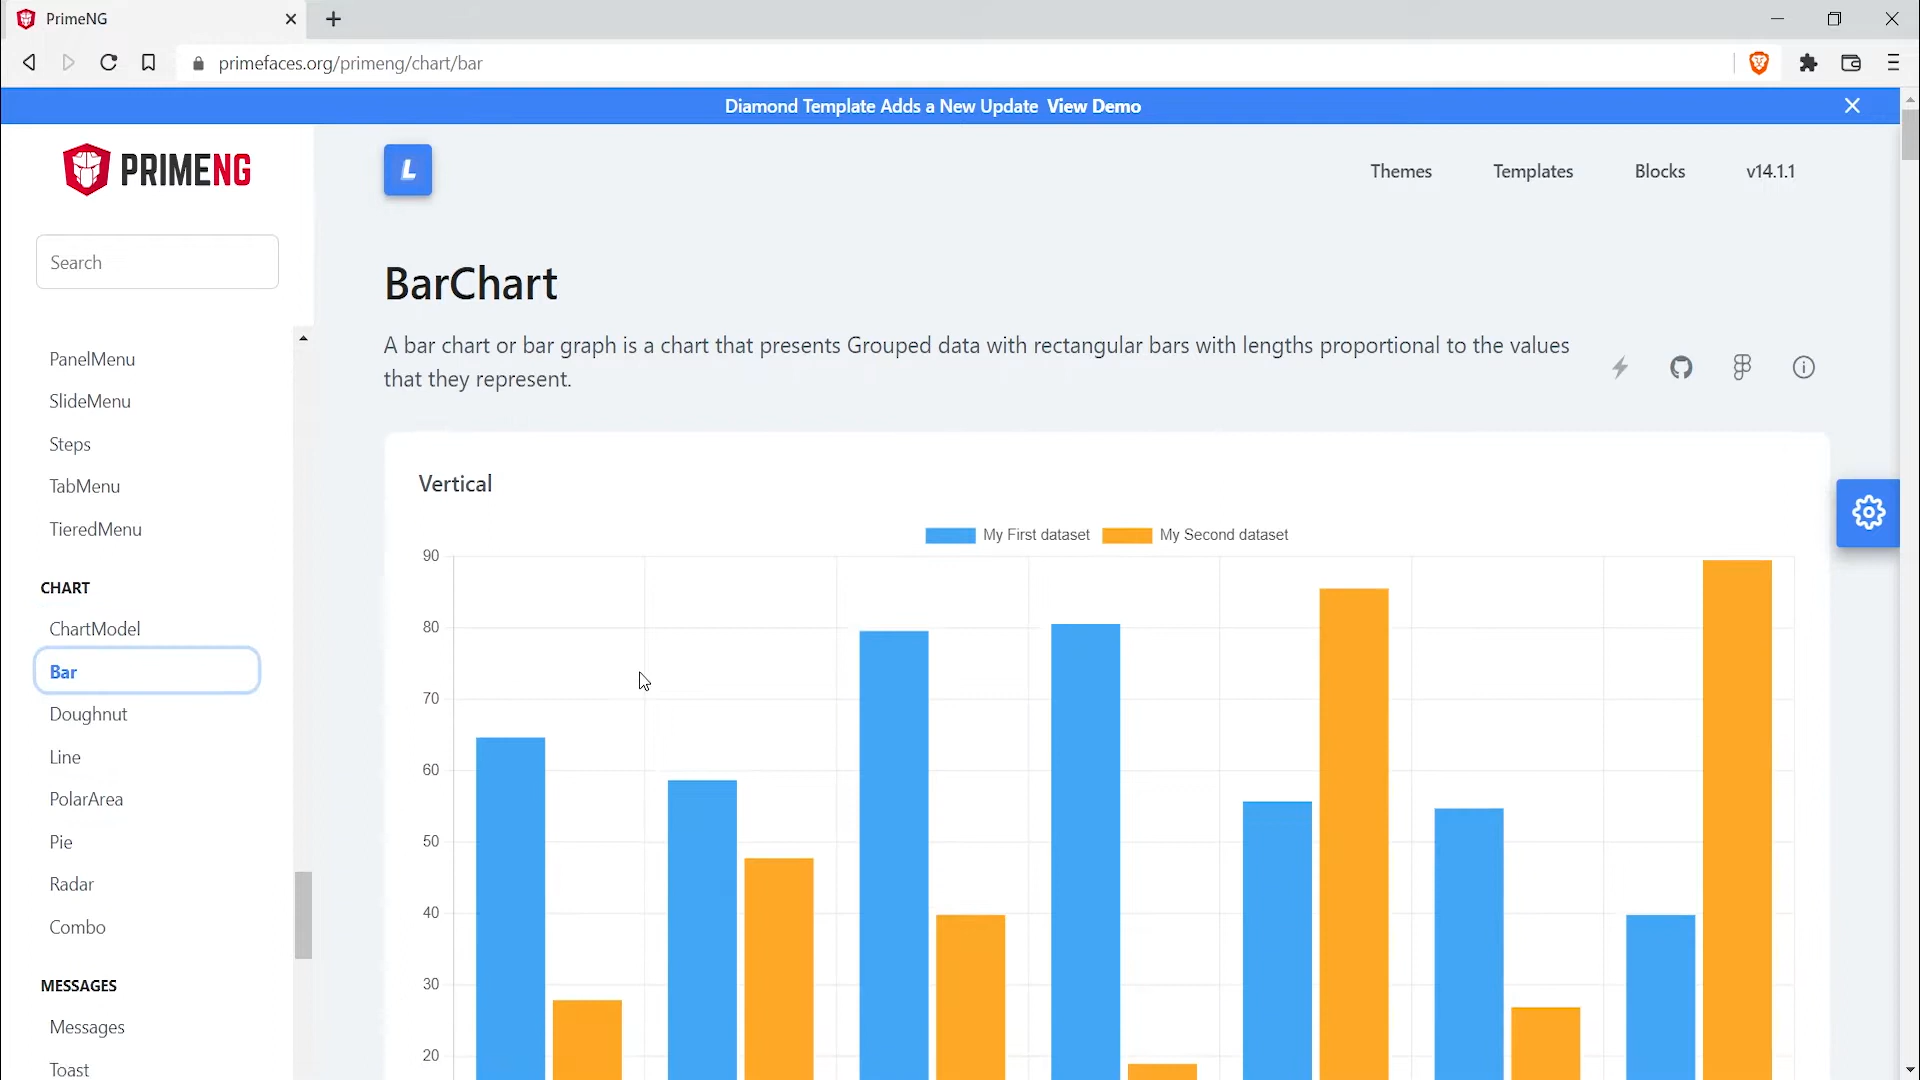 PrimeNG
primefaces.org/primeng/chart/bar
Diamond Template Adds a New Update View Demo
PRIMENG
L
Themes
Templates
Blocks
v14.1.1
Search
PanelMenu
SlideMenu
Steps
TabMenu
TieredMenu
CHART
ChartModel
Bar
Doughnut
Line
PolarArea
Pie
Radar
Combo
MESSAGES
Messages
Toast
BarChart
A bar chart or bar graph is a chart that presents Grouped data with rectangular bars with lengths proportional to the values
that they represent.
Vertical
My First dataset
My Second dataset
90
80
70
60
50
40
30
20